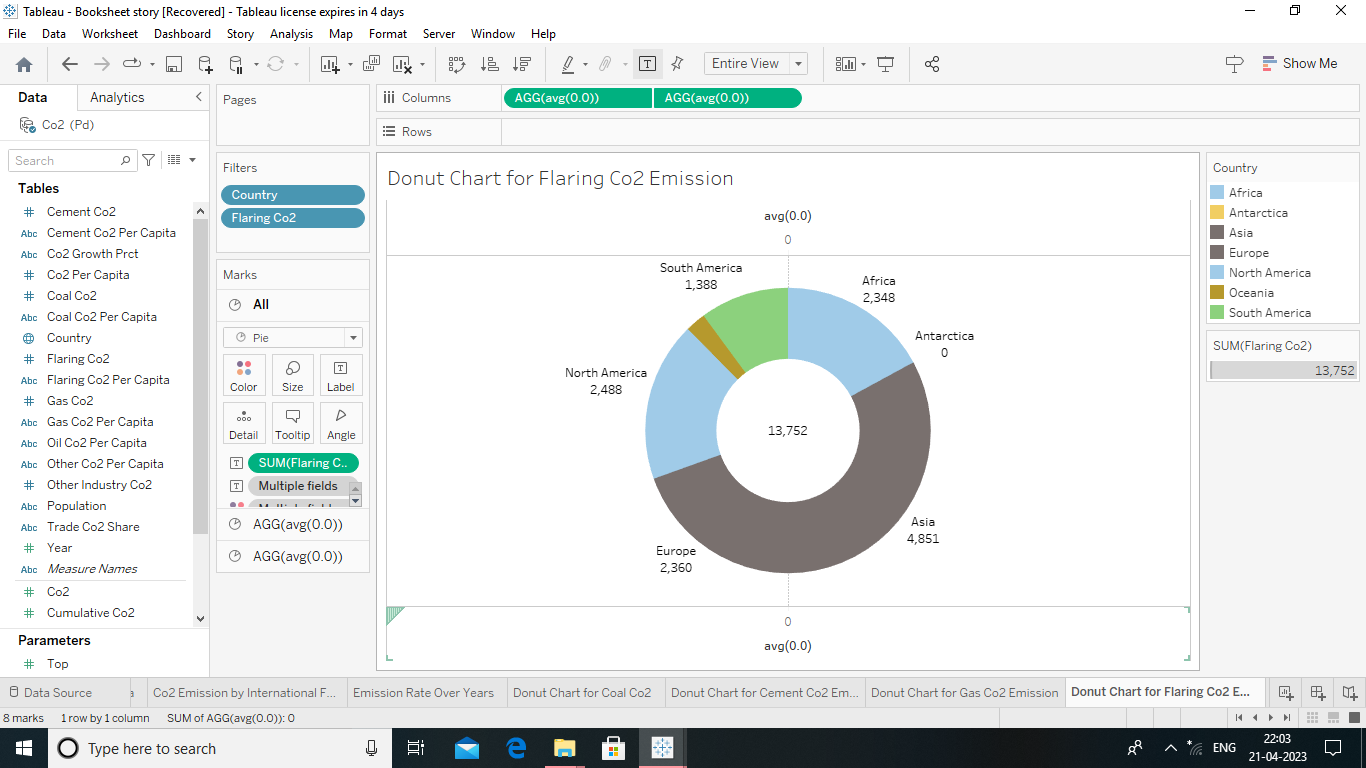 Tableau - Booksheet story [Recovered] - Tableau license expires in 4 days
File Data Worksheet Dashboard Story Analysis Map Format Server Window Help
Entire View
Show Me
Data Analytics
Co2 (Pd)
Search
Tables
Cement Co2
Abc Cement Co2 Per Capita
Abc Co2 Growth Prct
Co2 Per Capita
Coal Co2
Abc Coal Co2 Per Capita
Country
Flaring Co2
Abc Flaring Co2 Per Capita
Gas Co2
Abc Gas Co2 Per Capita
Abc Oil Co2 Per Capita
Abc Other Co2 Per Capita
Other Industry Co2
Abc Population
Abc Trade Co2 Share
Year
Abc Measure Names
Co2
Cumulative Co2
Parameters
Top
Pages
Filters
Country
Flaring Co2
Marks
All
Pie
Color Size Label
Detail Tooltip Angle
SUM(Flaring C..
Multiple fields
AGG(avg(0.0))
AGG(avg(0.0))
Columns AGG(avg(0.0)) AGG(avg(0.0))
Rows
Donut Chart for Flaring Co2 Emission
avg(0.0)
0
South America
1,388
Africa
2,348
Antarctica
0
North America
2,488
13,752
Asia
4,851
Europe
2,360
0
avg(0.0)
Country
Africa
Antarctica
Asia
Europe
North America
Oceania
South America
SUM(Flaring Co2)
13,752
Data Source Co2 Emission by International F... Emission Rate Over Years Donut Chart for Coal Co2 Donut Chart for Cement Co2 Em... Donut Chart for Gas Co2 Emission Donut Chart for Flaring Co2 E...
8 marks 1 row by 1 column SUM of AGG(avg(0.0)): 0
Type here to search
ENG
22:03
21-04-2023